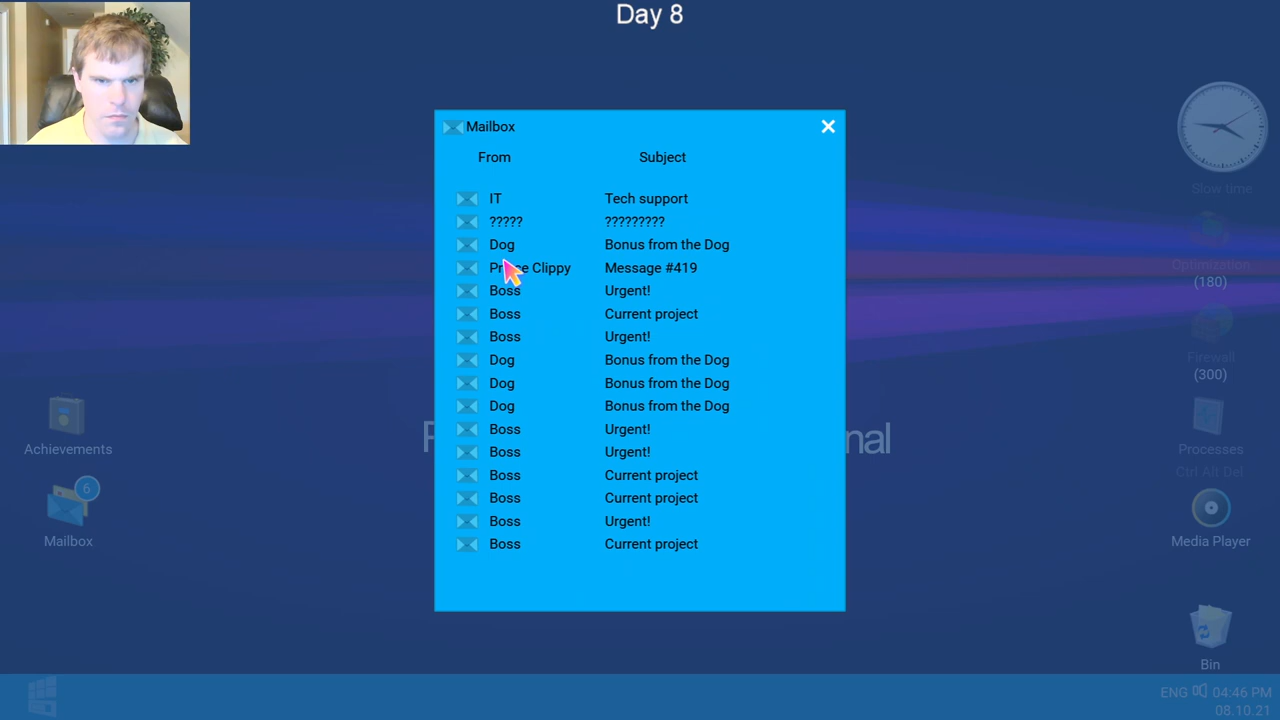 Day 8
Mailbox
From Subject
IT Tech support
????? ?????????
Dog Bonus from the Dog
Clippy Message #419
Boss Urgent!
Boss Current project
Boss Urgent!
Dog Bonus from the Dog
Dog Bonus from the Dog
Dog Bonus from the Dog
Boss Urgent!
Boss Urgent!
Boss Current project
Boss Current project
Boss Urgent!
Boss Current project
Achievements
6
Mailbox
Slow time
Optimization
(180)
Firewall
(300)
Processes
Ctrl Alt Del
Media Player
Bin
ENG 04:46 PM
08.10.21